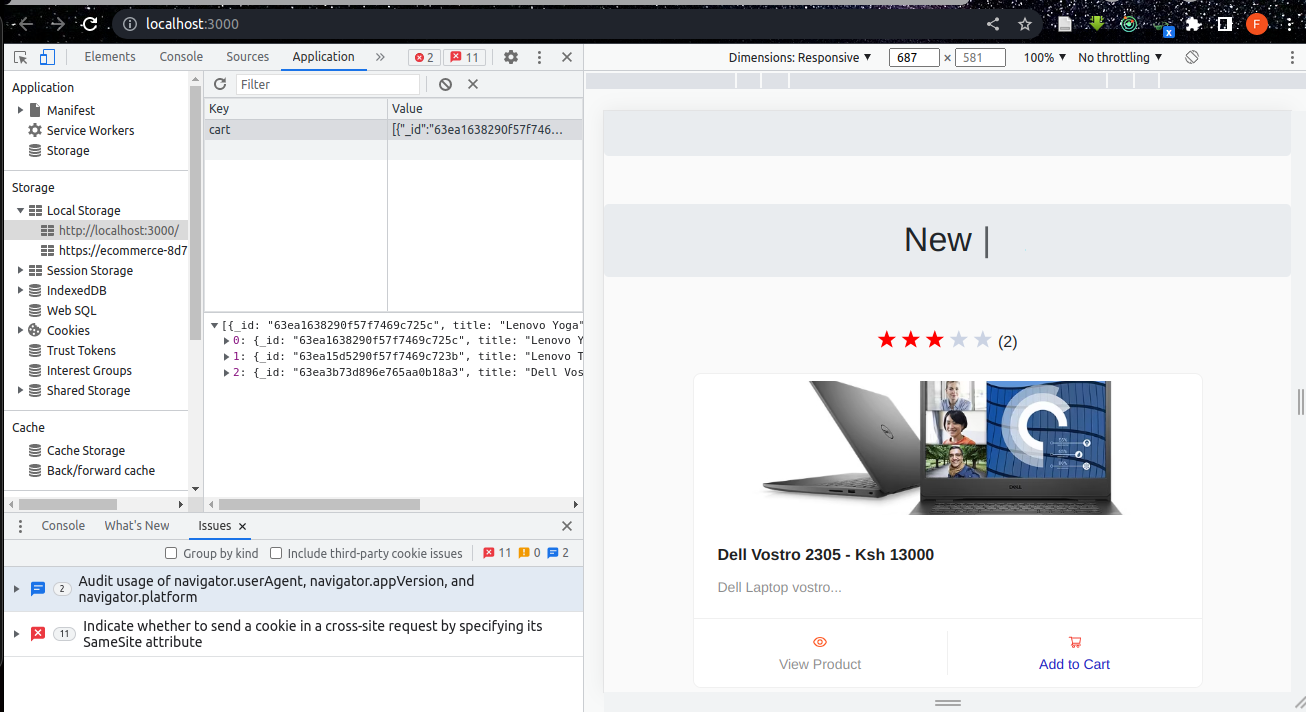 localhost:3000
F
x
Elements Console Sources Application » 2 11
Dimensions: Responsive ▼ 687 × 581 100% ▼ No throttling ▼
Application
Manifest
Service Workers
Storage
Storage
Local Storage
http://localhost:3000/
https://ecommerce-8d7
Session Storage
IndexedDB
Web SQL
Cookies
Trust Tokens
Interest Groups
Shared Storage
Cache
Cache Storage
Back/forward cache
Filter
Key Value
cart [{"_id":"63ea1638290f57f746...
[{_id: "63ea1638290f57f7469c725c", title: "Lenovo Yoga"
0: {_id: "63ea1638290f57f7469c725c", title: "Lenovo Y
1: {_id: "63ea15d5290f57f7469c723b", title: "Lenovo T
2: {_id: "63ea3b73d896e765aa0b18a3", title: "Dell Vos
Console What's New Issues ×
Group by kind Include third-party cookie issues 11 0 2
2 Audit usage of navigator.userAgent, navigator.appVersion, and
navigator.platform
11 Indicate whether to send a cookie in a cross-site request by specifying its
SameSite attribute
New |
(2)
DELL
Dell Vostro 2305 - Ksh 13000
Dell Laptop vostro...
View Product Add to Cart